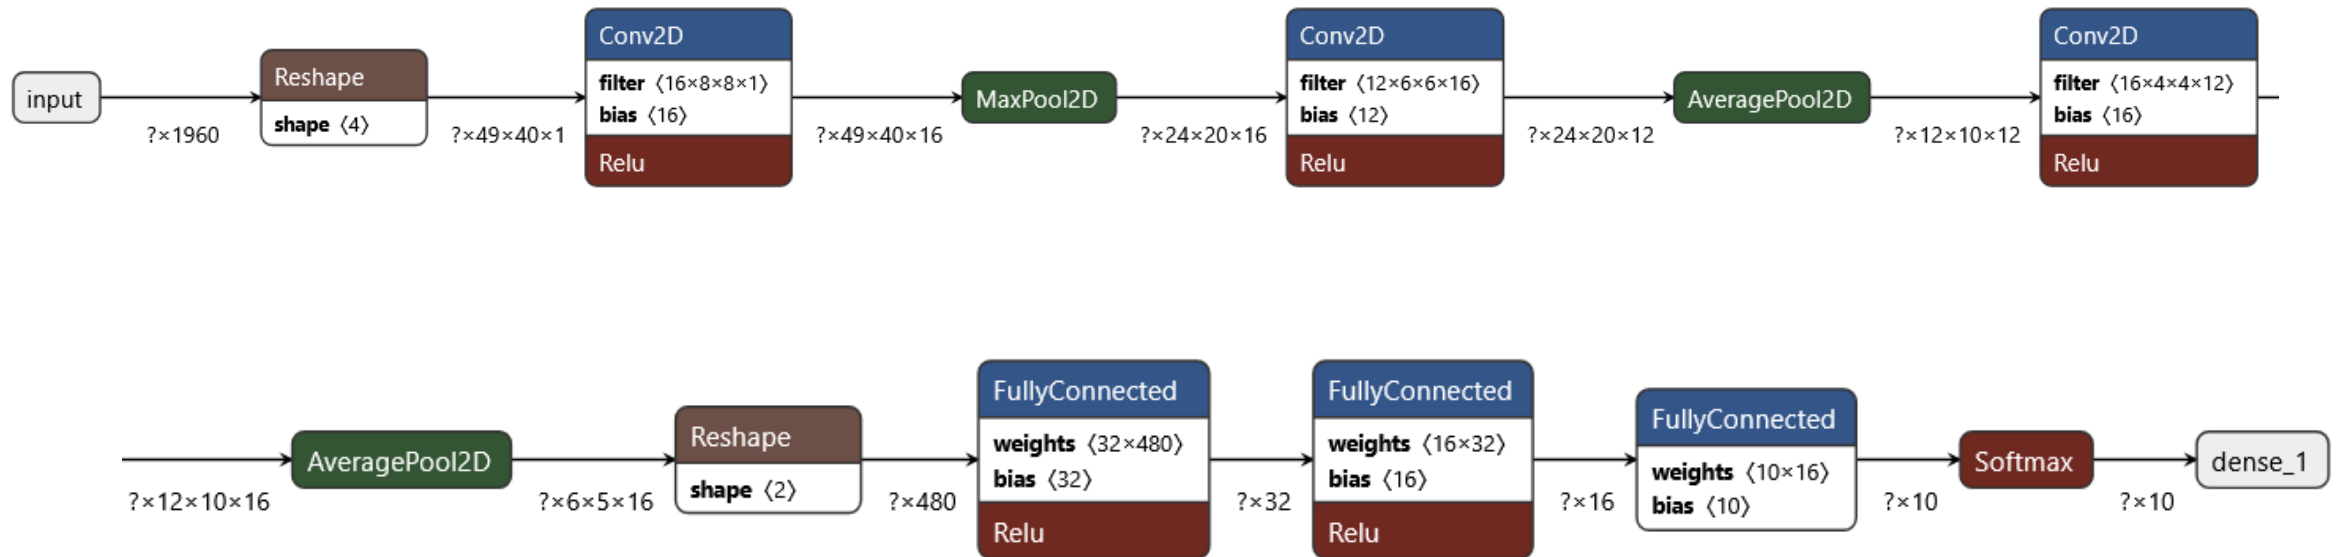 input
?×1960
Reshape
shape ⟨4⟩
?×49×40×1
Conv2D
filter ⟨16×8×8×1⟩
bias ⟨16⟩
Relu
?×49×40×16
MaxPool2D
?×24×20×16
Conv2D
filter ⟨12×6×6×16⟩
bias ⟨12⟩
Relu
?×24×20×12
AveragePool2D
?×12×10×12
Conv2D
filter ⟨16×4×4×12⟩
bias ⟨16⟩
Relu
?×12×10×16
AveragePool2D
?×6×5×16
Reshape
shape ⟨2⟩
?×480
FullyConnected
weights ⟨32×480⟩
bias ⟨32⟩
Relu
?×32
FullyConnected
weights ⟨16×32⟩
bias ⟨16⟩
Relu
?×16
FullyConnected
weights ⟨10×16⟩
bias ⟨10⟩
?×10
Softmax
?×10
dense_1